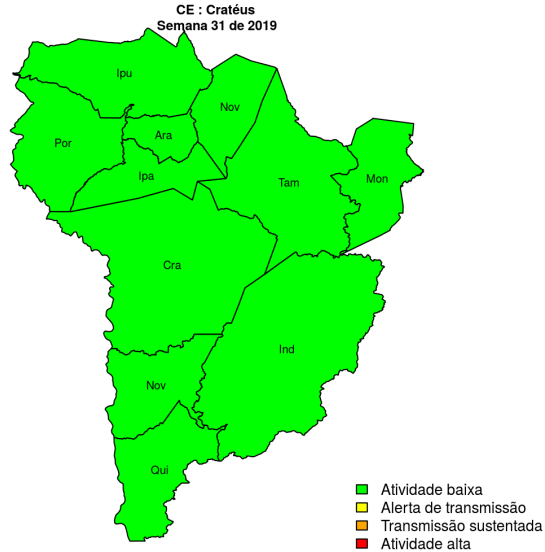 CE : Cratéus
Semana 31 de 2019
Ipu
Nov
Ara
Por
Ipa
Tam
Mon
Cra
Ind
Nov
Qui
Atividade baixa
Alerta de transmissão
Transmissão sustentada
Atividade alta